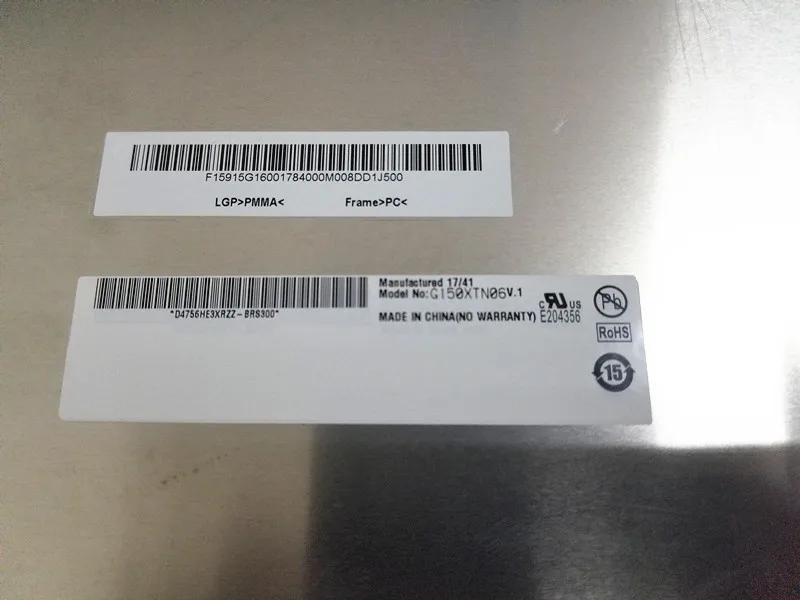 F15915G16001784000M008DD1J500
LGP>PMMA< Frame>PC<
Manufactured 17/41
Model No:G150XTN06V.1
*D4756HE3XRZZ-BRS300*
MADE IN CHINA(NO WARRANTY)
c RU US
E204356
Pb
RoHS
15